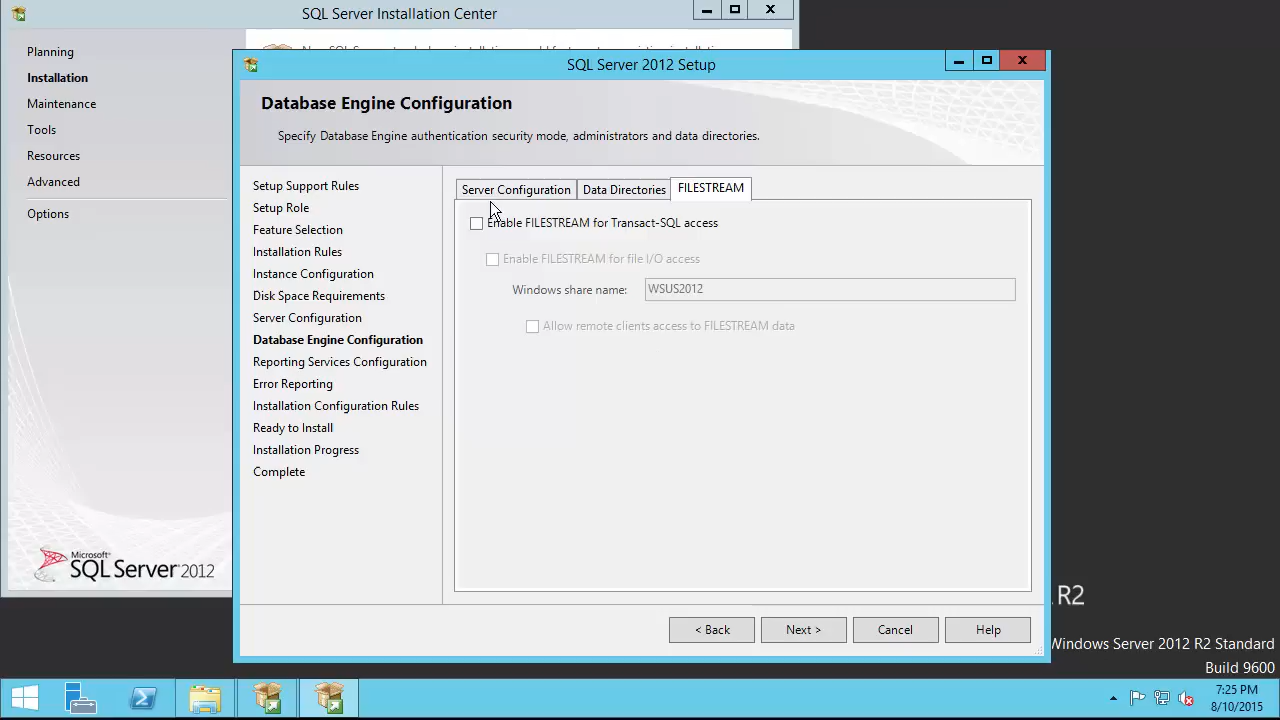 SQL Server Installation Center
Planning
Installation
Maintenance
Tools
Resources
Advanced
Options
Microsoft
SQL Server 2012
SQL Server 2012 Setup
Database Engine Configuration
Specify Database Engine authentication security mode, administrators and data directories.
Setup Support Rules
Setup Role
Feature Selection
Installation Rules
Instance Configuration
Disk Space Requirements
Server Configuration
Database Engine Configuration
Reporting Services Configuration
Error Reporting
Installation Configuration Rules
Ready to Install
Installation Progress
Complete
Server Configuration Data Directories FILESTREAM
Enable FILESTREAM for Transact-SQL access
Enable FILESTREAM for file I/O access
Windows share name: WSUS2012
Allow remote clients access to FILESTREAM data
< Back Next > Cancel Help
R2
Windows Server 2012 R2 Standard
Build 9600
7:25 PM
8/10/2015